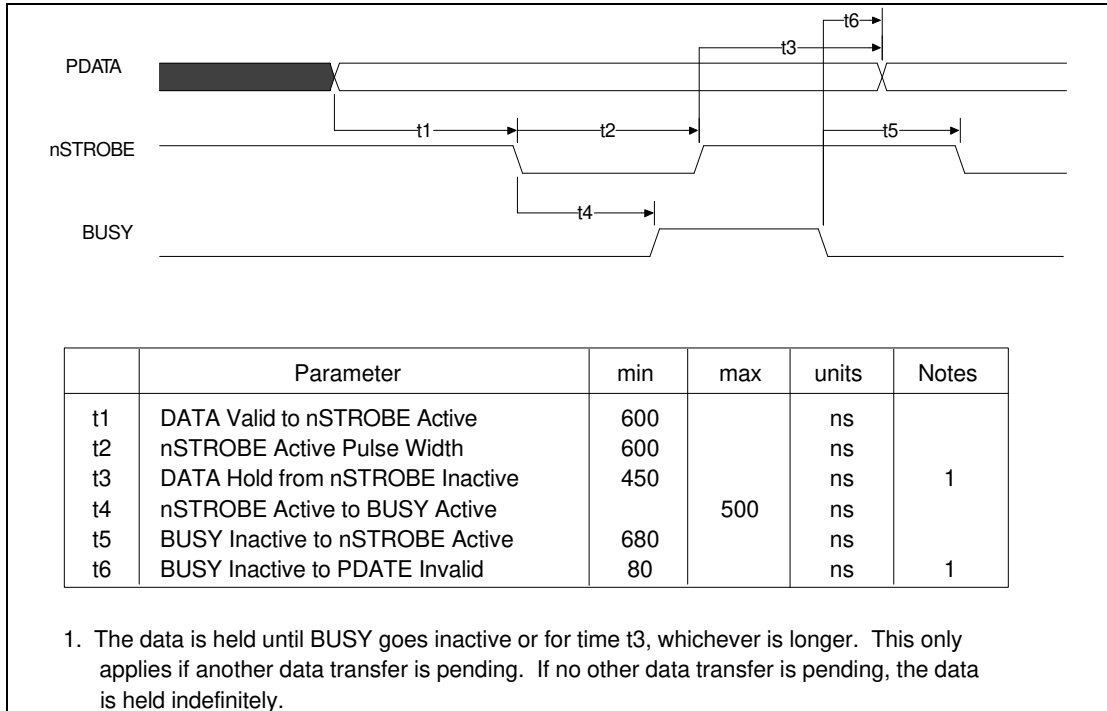 t6
t3
PDATA
t1 t2 t5
nSTROBE
t4
BUSY
Parameter min max units Notes
t1 DATA Valid to nSTROBE Active 600 ns
t2 nSTROBE Active Pulse Width 600 ns
t3 DATA Hold from nSTROBE Inactive 450 ns 1
t4 nSTROBE Active to BUSY Active 500 ns
t5 BUSY Inactive to nSTROBE Active 680 ns
t6 BUSY Inactive to PDATE Invalid 80 ns 1
1. The data is held until BUSY goes inactive or for time t3, whichever is longer. This only
applies if another data transfer is pending. If no other data transfer is pending, the data
is held indefinitely.